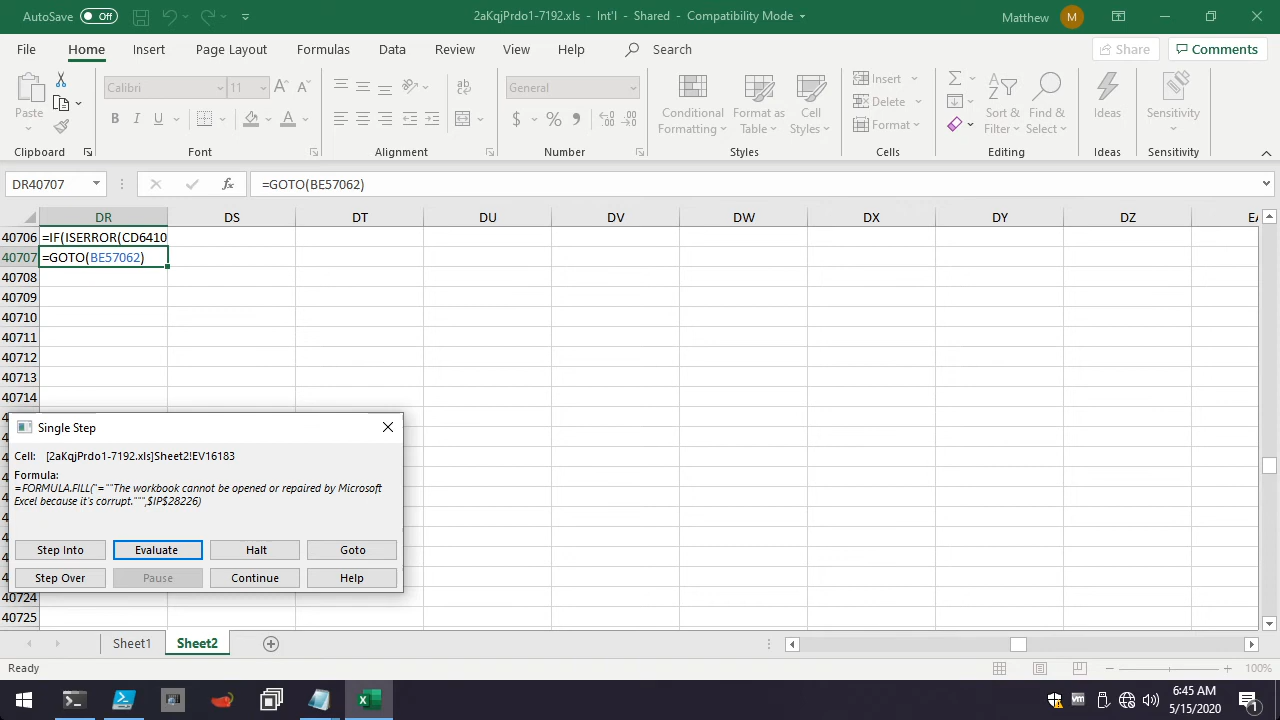 AutoSave Off 2aKqjPrdo1-7192.xls - Int'l - Shared - Compatibility Mode Matthew M
File Home Insert Page Layout Formulas Data Review View Help Search Share Comments
Paste
Calibri 11
B I U A
General
$ % 9
Conditional Formatting
Format as Table
Cell Styles
Insert
Delete
Format
Sort & Filter
Find & Select
Ideas
Sensitivity
Clipboard Font Alignment Number Styles Cells Editing Ideas Sensitivity
DR40707 fx =GOTO(BE57062)
DR DS DT DU DV DW DX DY DZ EA
40706 =IF(ISERROR(CD6410
40707 =GOTO(BE57062)
40708
40709
40710
40711
40712
40713
40714
Single Step
Cell: [2aKqjPrdo1-7192.xls]Sheet2!EV16183
Formula:
=FORMULA.FILL("=""The workbook cannot be opened or repaired by Microsoft
Excel because it's corrupt.""",$IP$28226)
Step Into Evaluate Halt Goto
Step Over Pause Continue Help
40724
40725
Sheet1 Sheet2
Ready 100%
6:45 AM
5/15/2020
1